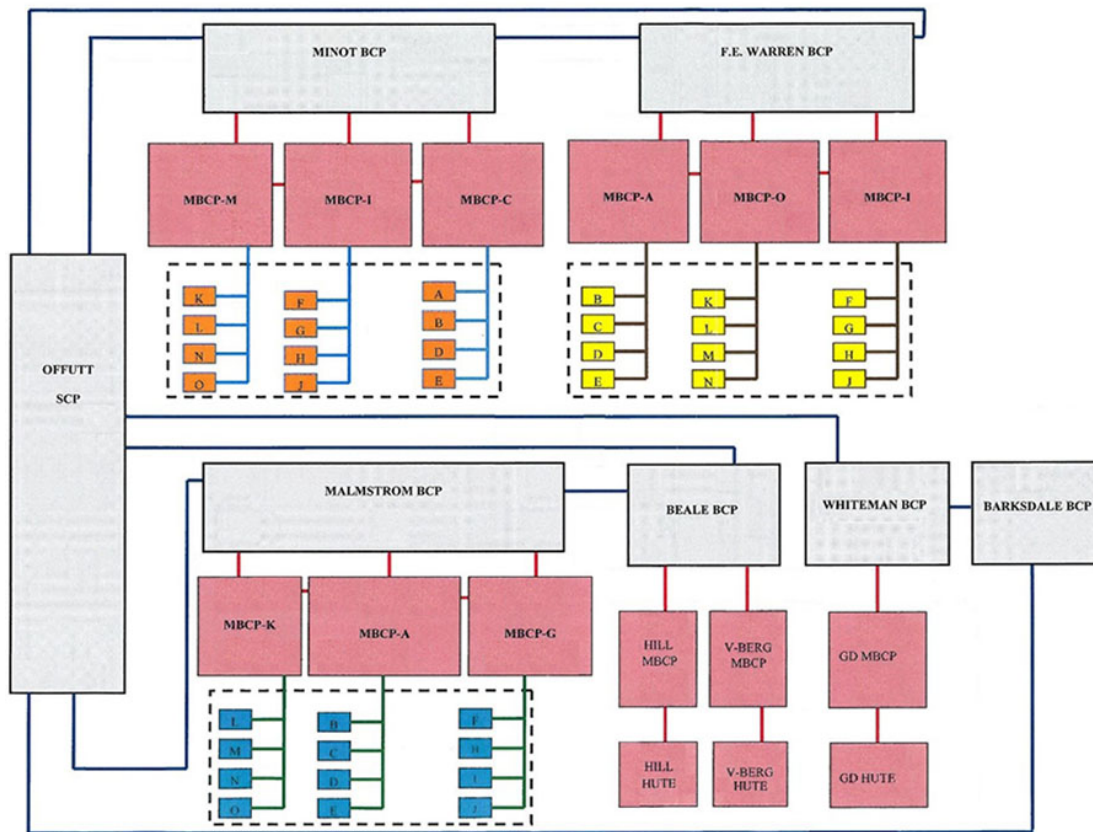 MINOT BCP
F.E. WARREN BCP
MBCP-M
MBCP-I
MBCP-C
MBCP-A
MBCP-O
MBCP-I
K
L
N
O
F
G
H
J
A
B
D
E
B
C
D
E
K
L
M
N
F
G
H
J
OFFUTT
SCP
MALMSTROM BCP
BEALE BCP
WHITEMAN BCP
BARKSDALE BCP
MBCP-K
MBCP-A
MBCP-G
HILL
MBCP
V-BERG
MBCP
GD MBCP
L
M
N
O
B
C
D
E
F
H
I
J
HILL
HUTE
V-BERG
HUTE
GD HUTE